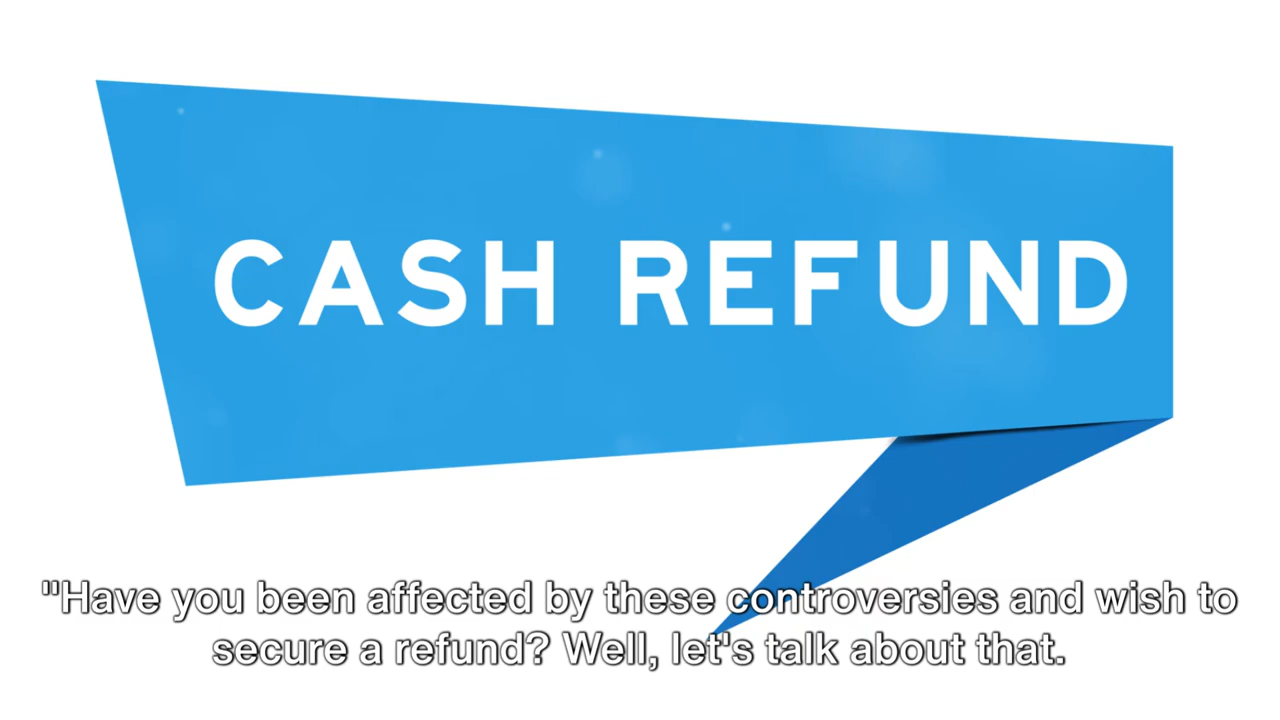 CASH REFUND
"Have you been affected by these controversies and wish to
secure a refund? Well, let's talk about that.